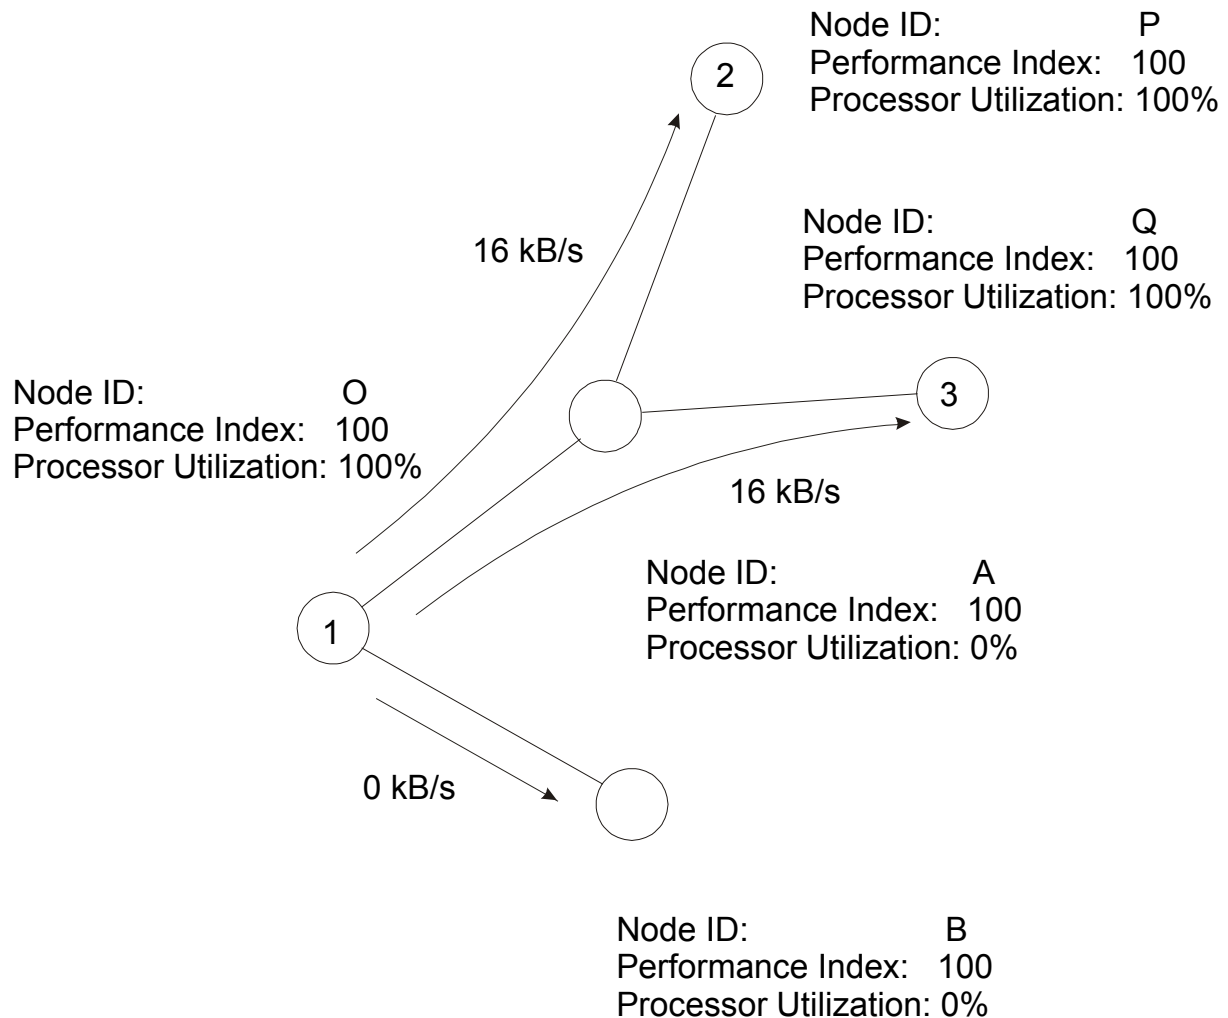 Node ID: P
Performance Index: 100
Processor Utilization: 100%
2
Node ID: Q
Performance Index: 100
Processor Utilization: 100%
16 kB/s
Node ID: O
Performance Index: 100
Processor Utilization: 100%
3
16 kB/s
Node ID: A
Performance Index: 100
Processor Utilization: 0%
1
0 kB/s
Node ID: B
Performance Index: 100
Processor Utilization: 0%